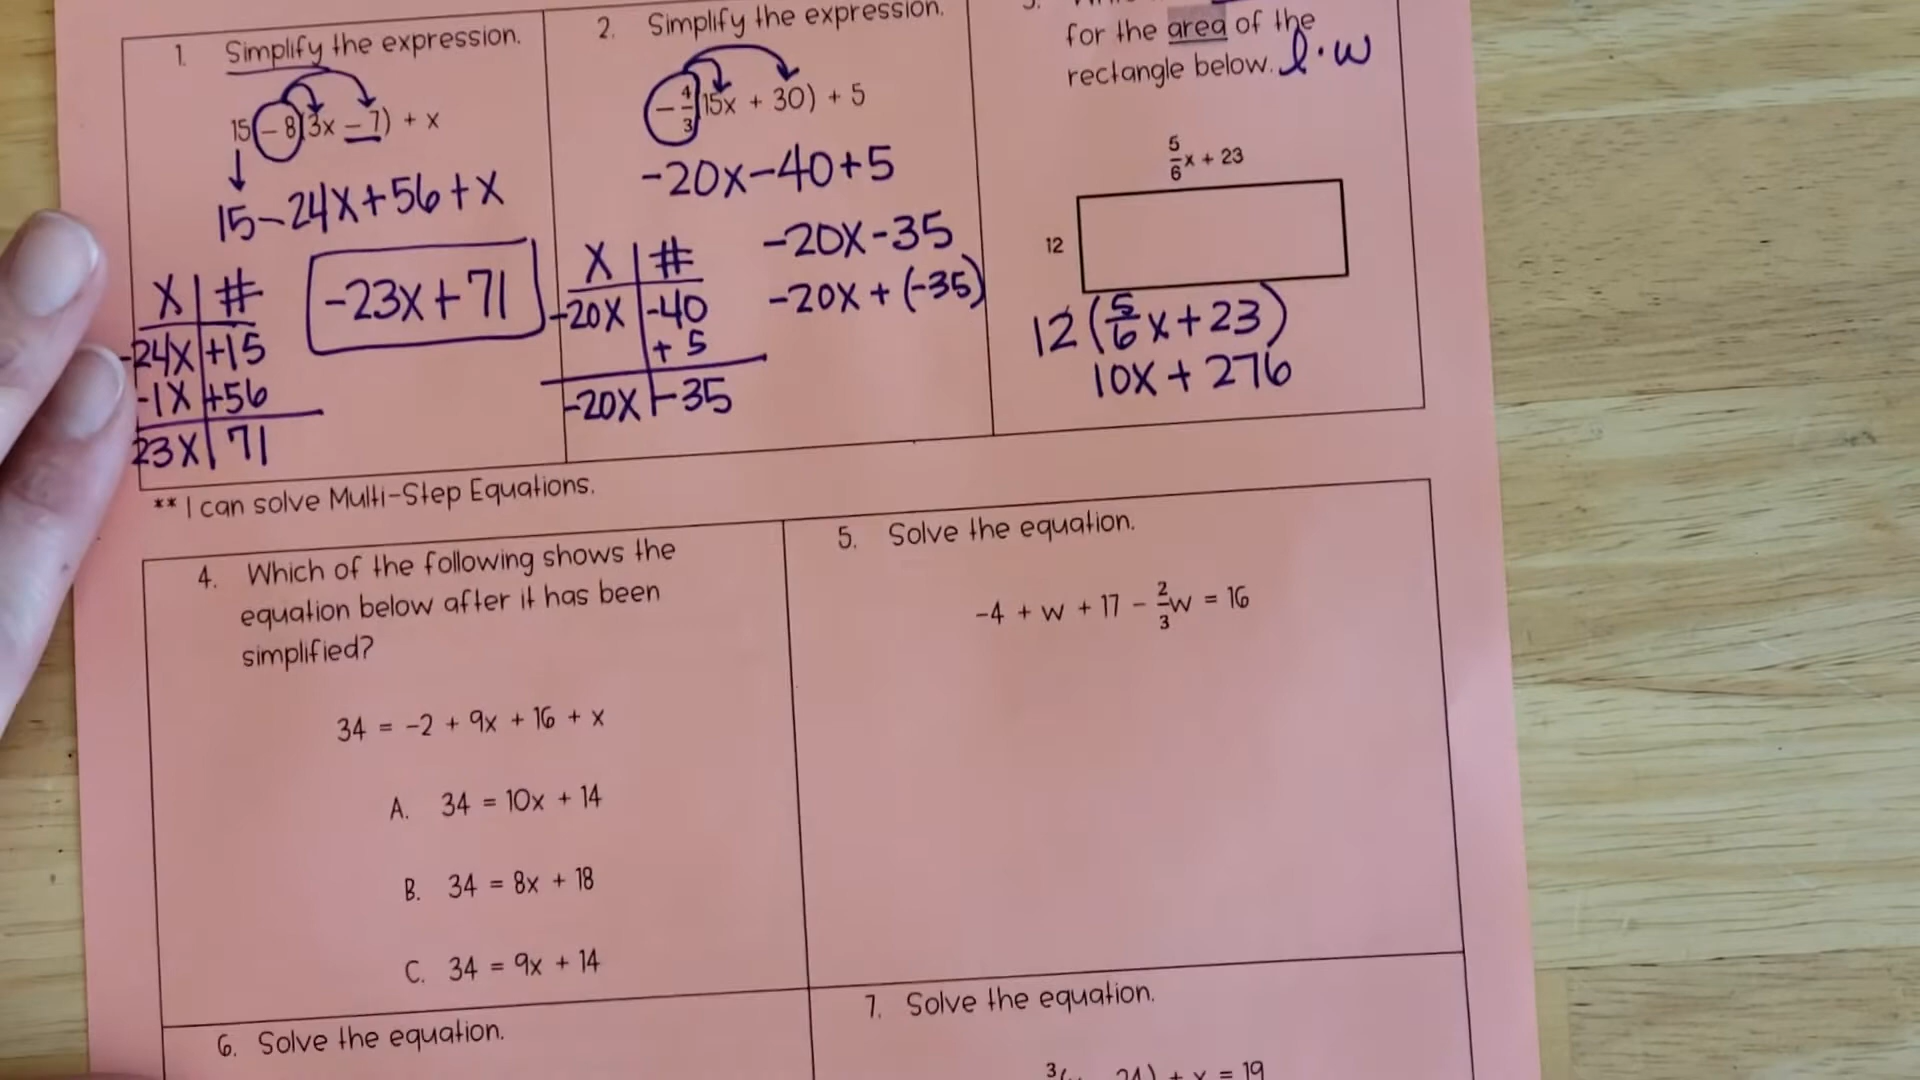 1. Simplify the expression.
15 - 8(3x - 7) + x
15-24x+56+x
x | #
-24x +15
-1x +56
23x 71
-23x+71
2. Simplify the expression.
-4/3(15x + 30) + 5
-20x-40+5
-20x-35
-20x+(-35)
x | #
-20x -40
+5
-20x -35
for the area of the
rectangle below. l·w
5/6x + 23
12
12(5/6x+23)
10x+276
** I can solve Multi-Step Equations.
4. Which of the following shows the
equation below after it has been
simplified?
34 = -2 + 9x + 16 + x
A. 34 = 10x + 14
B. 34 = 8x + 18
C. 34 = 9x + 14
5. Solve the equation.
-4 + w + 17 - 2/3w = 16
6. Solve the equation.
7. Solve the equation.
24) + x = 19